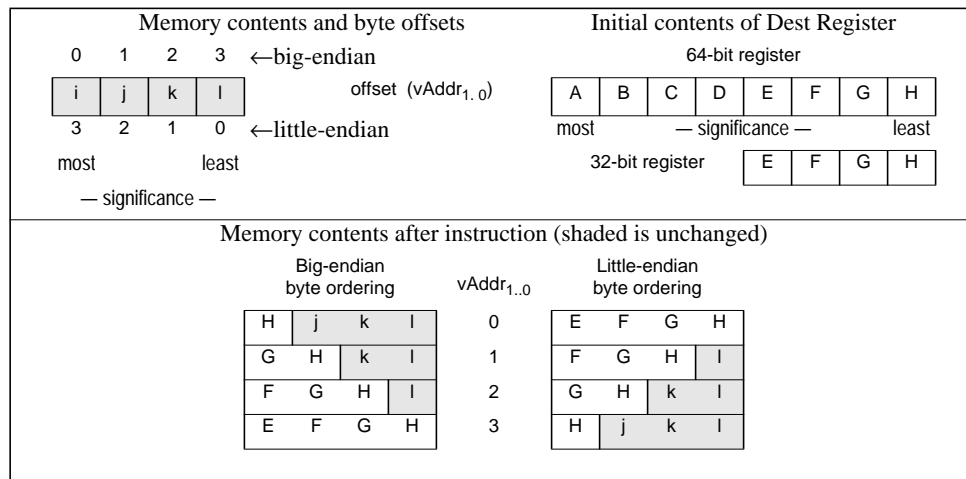 Memory contents and byte offsets
Initial contents of Dest Register
0 1 2 3 ←big-endian
64-bit register
i j k l
offset (vAddr1..0)
A B C D E F G H
3 2 1 0 ←little-endian
most — significance — least
most least
32-bit register E F G H
— significance —
Memory contents after instruction (shaded is unchanged)
Big-endian
byte ordering
vAddr1..0
Little-endian
byte ordering
H j k l 0 E F G H
G H k l 1 F G H l
F G H l 2 G H k l
E F G H 3 H j k l